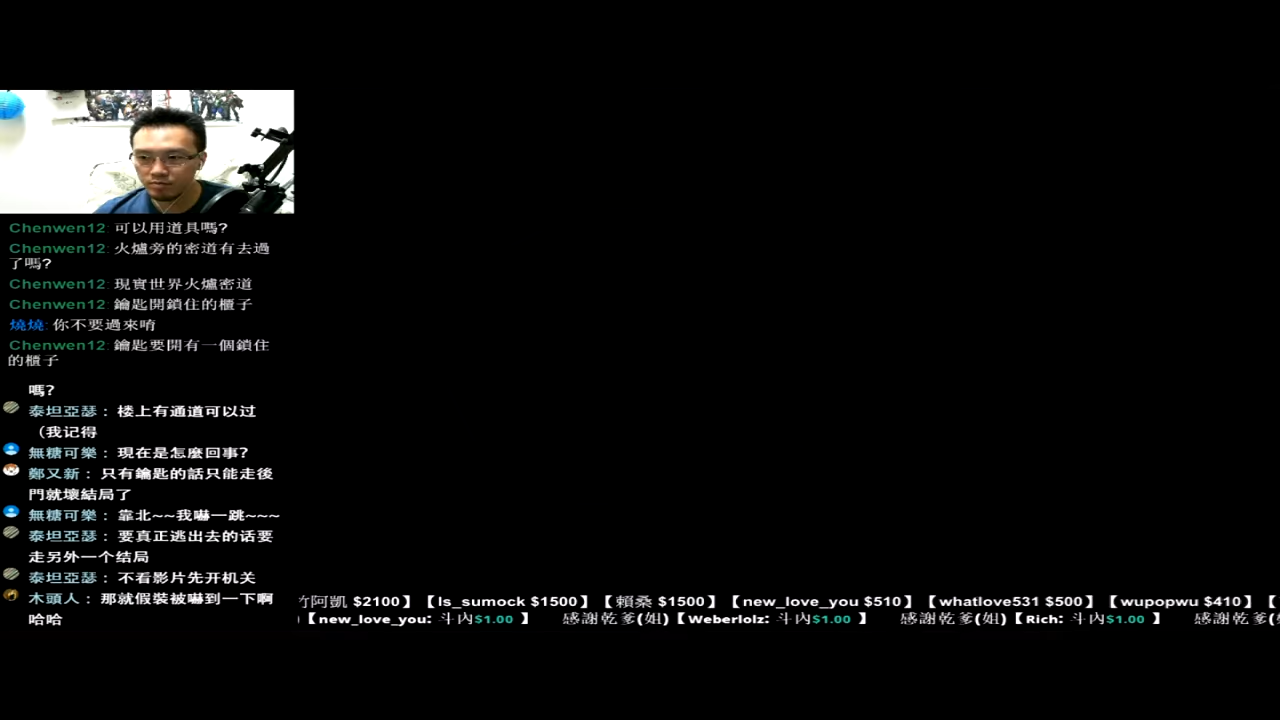 Chenwen12: 可以用道具嗎?
Chenwen12: 火爐旁的密道有去過
了嗎?
Chenwen12: 現實世界火爐密道
Chenwen12: 鑰匙開鎖住的櫃子
燒燒: 你不要過來唷
Chenwen12: 鑰匙要開有一個鎖住
的櫃子
嗎?
泰坦亞瑟: 楼上有通道可以过
（我记得
無糖可樂: 現在是怎麼回事?
鄭又新: 只有鑰匙的話只能走後
門就壞結局了
無糖可樂: 靠北~~我嚇一跳~~~
泰坦亞瑟: 要真正逃出去的话要
走另外一个结局
泰坦亞瑟: 不看影片先开机关
木頭人: 那就假裝被嚇到一下啊
哈哈
阿凱 $2100】【ls_sumock $1500】【賴桑 $1500】【new_love_you $510】【whatlove531 $500】【wupopwu $410】【
)【new_love_you: 斗內$1.00 】 感謝乾爹(姐)【Weberlolz: 斗內$1.00 】 感謝乾爹(姐)【Rich: 斗內$1.00 】 感謝乾爹(